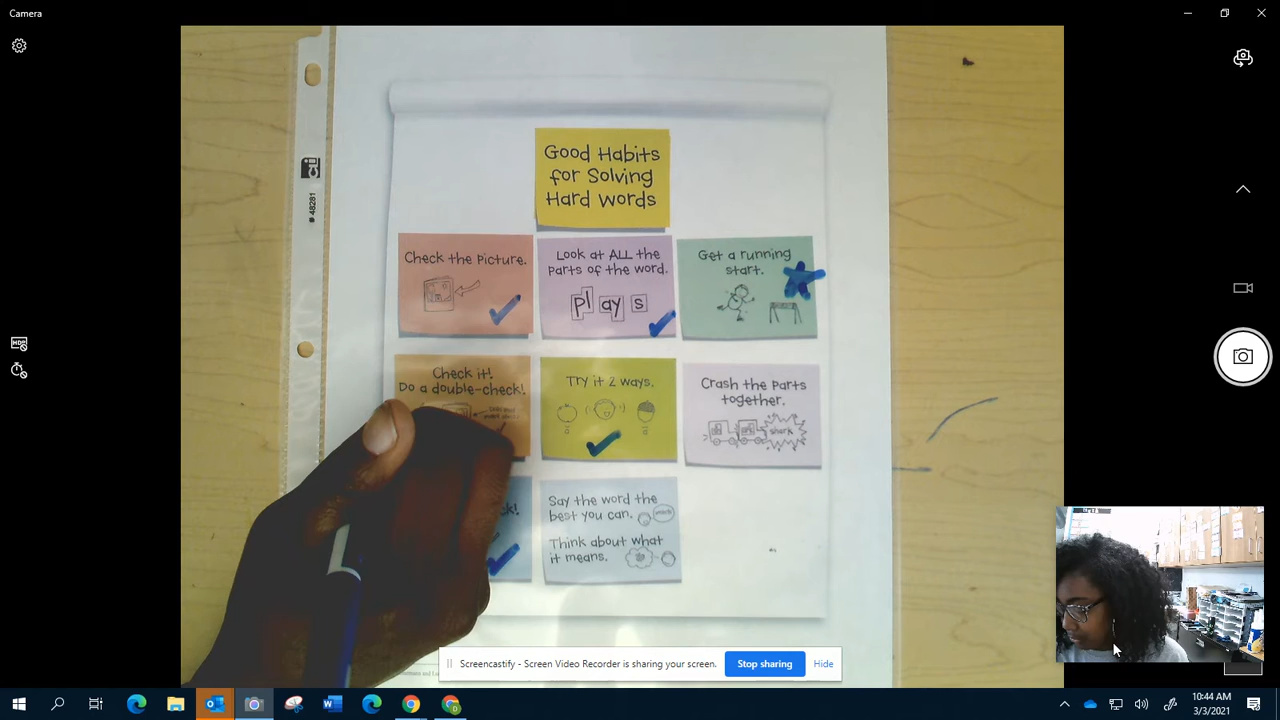 Camera
48281
Good Habits
for Solving
Hard Words
Check the picture.
Look at ALL the
parts of the word.
pl ay s
Get a running
start.
Check it!
Do a double-check!
Try it 2 ways.
Crash the parts
together.
shark
Say the word the
best you can.
Think about what
it means.
Screencastify - Screen Video Recorder is sharing your screen.
Stop sharing
Hide
10:44 AM
3/3/2021